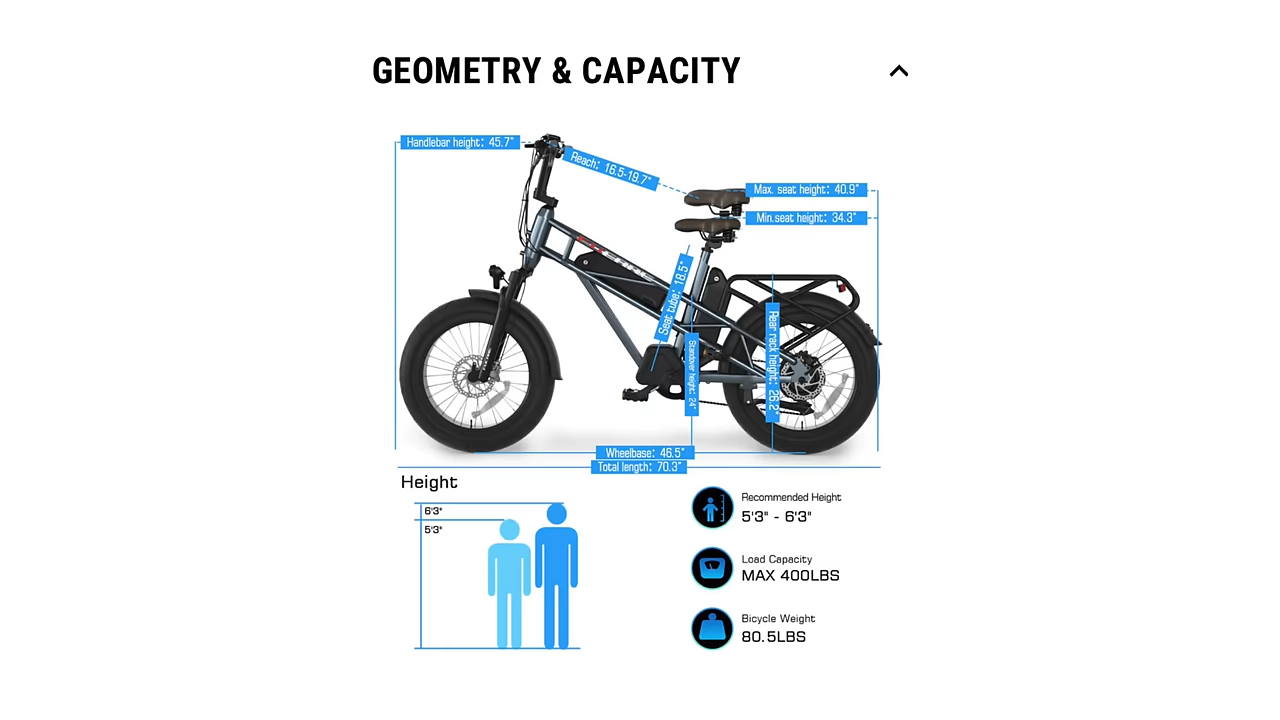 GEOMETRY & CAPACITY
Handlebar height: 45.7"
Reach: 16.5-19.7"
Max. seat height: 40.9"
Min.seat height: 34.3"
Seat tube: 18.5"
Standover height: 24"
Rear rack height: 26.2"
Wheelbase: 46.5"
Total length: 70.3"
Height
6'3"
5'3"
Recommended Height
5'3" - 6'3"
Load Capacity
MAX 400LBS
Bicycle Weight
80.5LBS